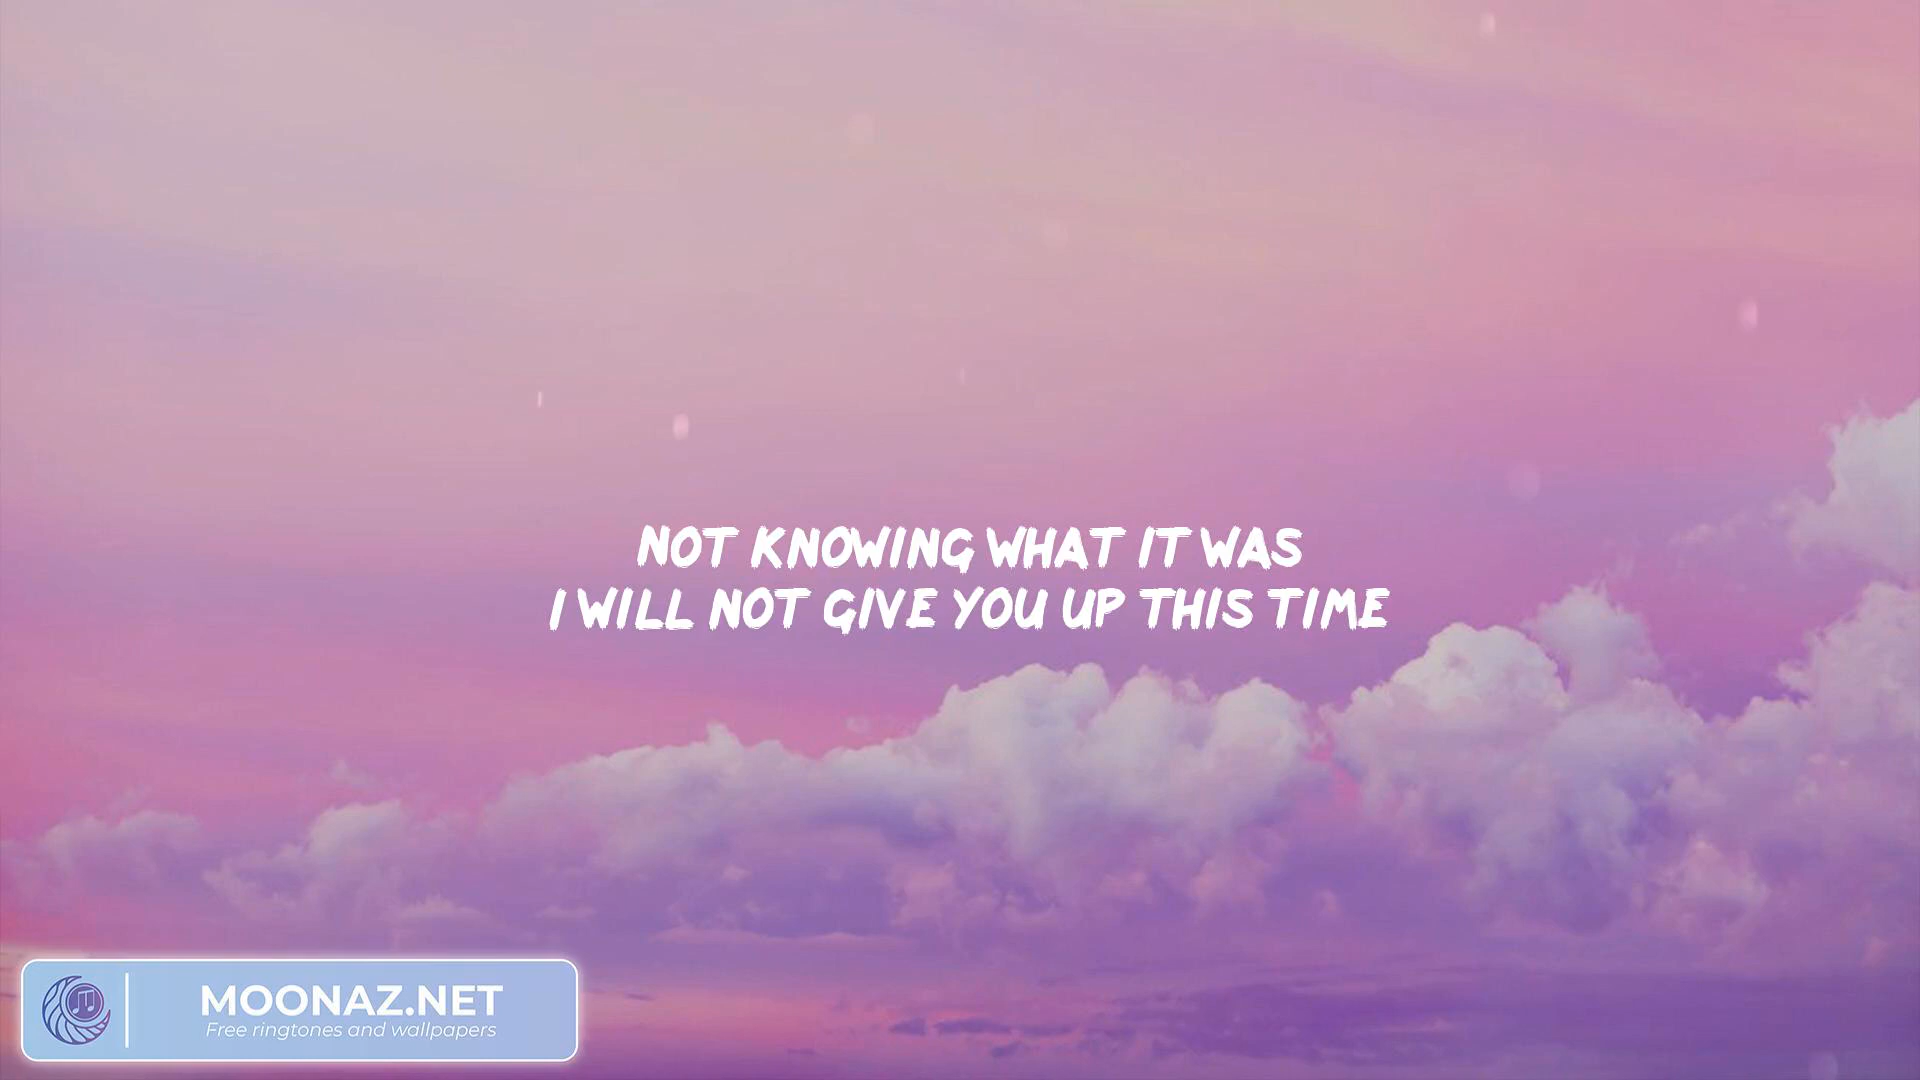 NOT KNOWING WHAT IT WAS
I WILL NOT GIVE YOU UP THIS TIME
MOONAZ.NET
Free ringtones and wallpapers